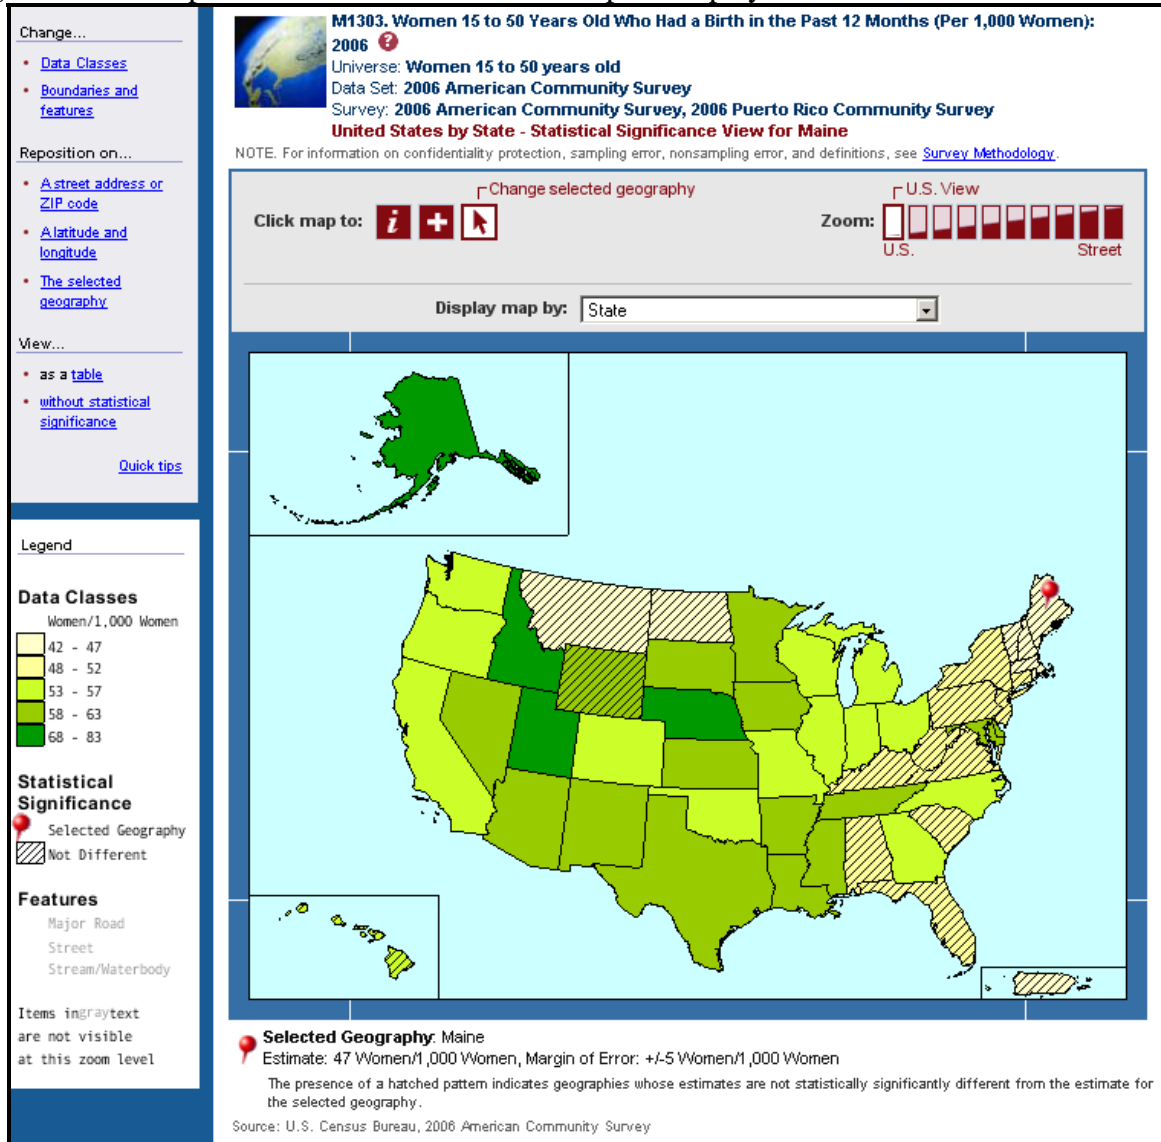 Change...
• Data Classes
• Boundaries and
features
Reposition on...
• A street address or
ZIP code
• A latitude and
longitude
• The selected
geography
View...
• as a table
• without statistical
significance
Quick tips
Legend
Data Classes
Women/1,000 Women
42 - 47
48 - 52
53 - 57
58 - 63
68 - 83
Statistical
Significance
Selected Geography
Not Different
Features
Major Road
Street
Stream/Waterbody
Items in gray text
are not visible
at this zoom level
M1303. Women 15 to 50 Years Old Who Had a Birth in the Past 12 Months (Per 1,000 Women):
2006 ?
Universe: Women 15 to 50 years old
Data Set: 2006 American Community Survey
Survey: 2006 American Community Survey, 2006 Puerto Rico Community Survey
United States by State - Statistical Significance View for Maine
NOTE. For information on confidentiality protection, sampling error, nonsampling error, and definitions, see Survey Methodology.
Change selected geography
U.S. View
Click map to: i
Zoom:
U.S. Street
Display map by: State
Selected Geography: Maine
Estimate: 47 Women/1,000 Women, Margin of Error: +/-5 Women/1,000 Women
The presence of a hatched pattern indicates geographies whose estimates are not statistically significantly different from the estimate for
the selected geography.
Source: U.S. Census Bureau, 2006 American Community Survey